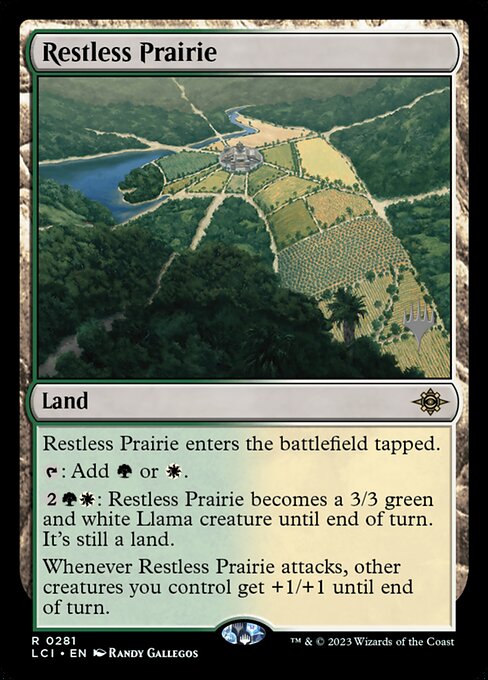 Restless Prairie
Land
Restless Prairie enters the battlefield tapped.
: Add or .
2: Restless Prairie becomes a 3/3 green
and white Llama creature until end of turn.
It's still a land.
Whenever Restless Prairie attacks, other
creatures you control get +1/+1 until end
of turn.
R 0281
LCI • EN RANDY GALLEGOS
™ & © 2023 Wizards of the Coast